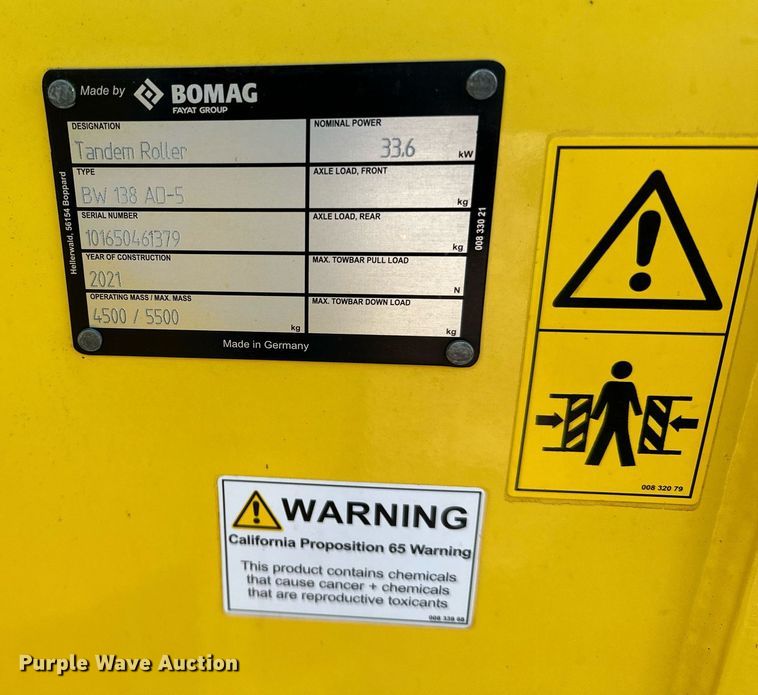 Made by BOMAG
FAYAT GROUP
DESIGNATION
Tandem Roller
NOMINAL POWER
33.6 kW
TYPE
BW 138 AD-5
AXLE LOAD, FRONT
kg
SERIAL NUMBER
101650461379
AXLE LOAD, REAR
kg
YEAR OF CONSTRUCTION
2021
MAX. TOWBAR PULL LOAD
N
OPERATING MASS / MAX. MASS
4500 / 5500 kg
MAX. TOWBAR DOWN LOAD
kg
Made in Germany
Hellerwald, 56154 Boppard
008 330 21
008 320 79
WARNING
California Proposition 65 Warning
This product contains chemicals
that cause cancer + chemicals
that are reproductive toxicants
Purple Wave Auction